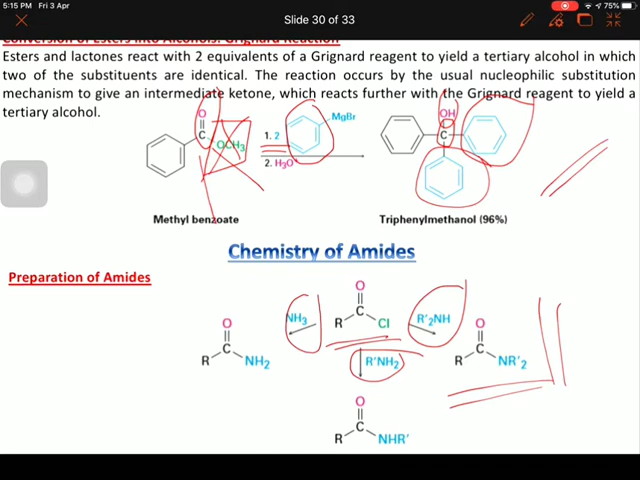 5:15 PM Fri 3 Apr
75%
Slide 30 of 33
Conversion of Esters into Alcohols: Grignard Reaction
Esters and lactones react with 2 equivalents of a Grignard reagent to yield a tertiary alcohol in which
two of the substituents are identical. The reaction occurs by the usual nucleophilic substitution
mechanism to give an intermediate ketone, which reacts further with the Grignard reagent to yield a
tertiary alcohol.
O
C
OCH3
1. 2
MgBr
2. H3O+
OH
C
Methyl benzoate
Triphenylmethanol (96%)
Chemistry of Amides
Preparation of Amides
O
C
R
NH2
NH3
O
C
R
Cl
R'2NH
O
C
R
NR'2
R'NH2
O
C
R
NHR'